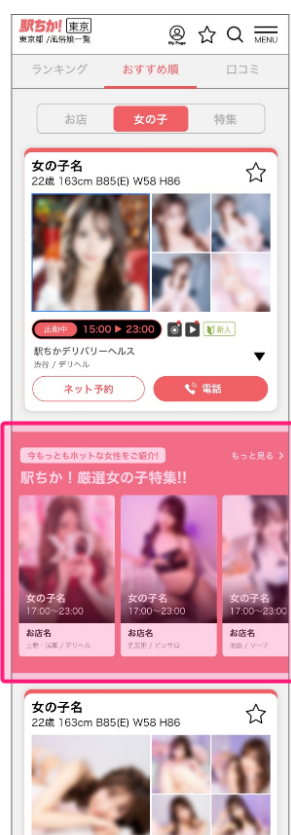 駅ちか! 東京
東京都 /風俗娘一覧
My Page
MENU
ランキング おすすめ順 口コミ
お店 女の子 特集
女の子名
22歳 163cm B85(E) W58 H86
出勤中 15:00 ▶ 23:00 新人
駅ちかデリバリーヘルス
渋谷 / デリヘル
ネット予約 電話
今もっともホットな女性をご紹介! もっと見る >
駅ちか!厳選女の子特集!!
女の子名 女の子名 女の子名
17:00~23:00 17:00~23:00 17:00~23:00
お店名 お店名 お店名
上野・浅草 / デリヘル 五反田 / ピンサロ 池袋 / ソープ
女の子名
22歳 163cm B85(E) W58 H86